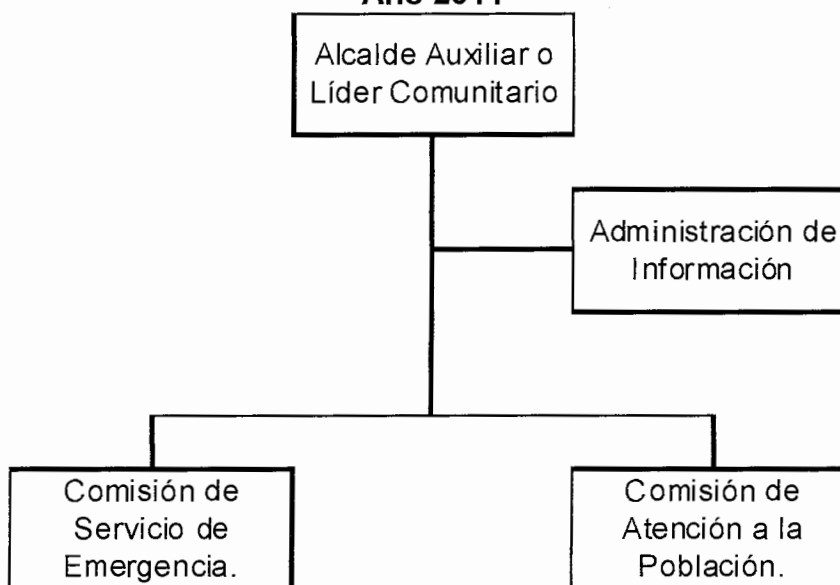 Alcalde Auxiliar o
Líder Comunitario
Administración de
Información
Comisión de
Servicio de
Emergencia.
Comisión de
Atención a la
Población.